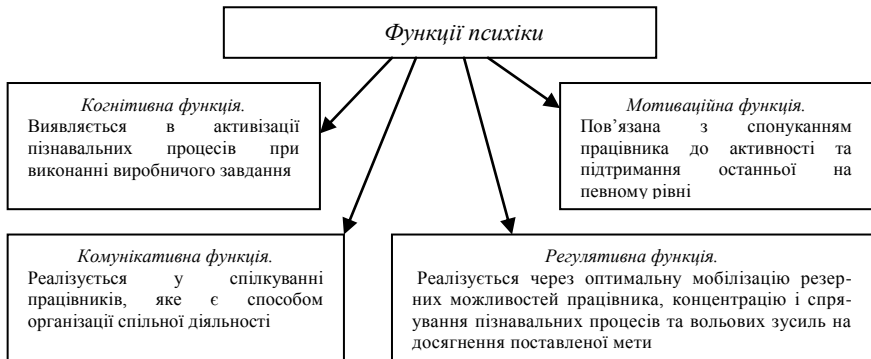 Функції психіки
Когнітивна функція.
Виявляється в активізації
пізнавальних процесів при
виконанні виробничого завдання
Мотиваційна функція.
Пов’язана з спонуканням
працівника до активності та
підтримання останньої на
певному рівні
Комунікативна функція.
Реалізується у спілкуванні
працівників, яке є способом
організації спільної діяльності
Регулятивна функція.
Реалізується через оптимальну мобілізацію резер-
них можливостей працівника, концентрацію і спря-
ування пізнавальних процесів та вольових зусиль на
досягнення поставленої мети